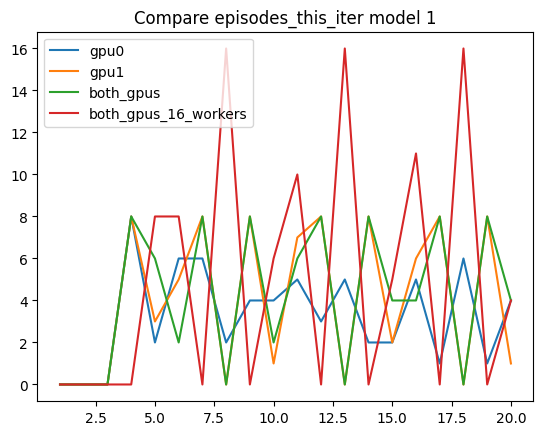 Compare episodes_this_iter model 1
gpu0
gpu1
both_gpus
both_gpus_16_workers
16
14
12
10
8
6
4
2
0
2.5 5.0 7.5 10.0 12.5 15.0 17.5 20.0